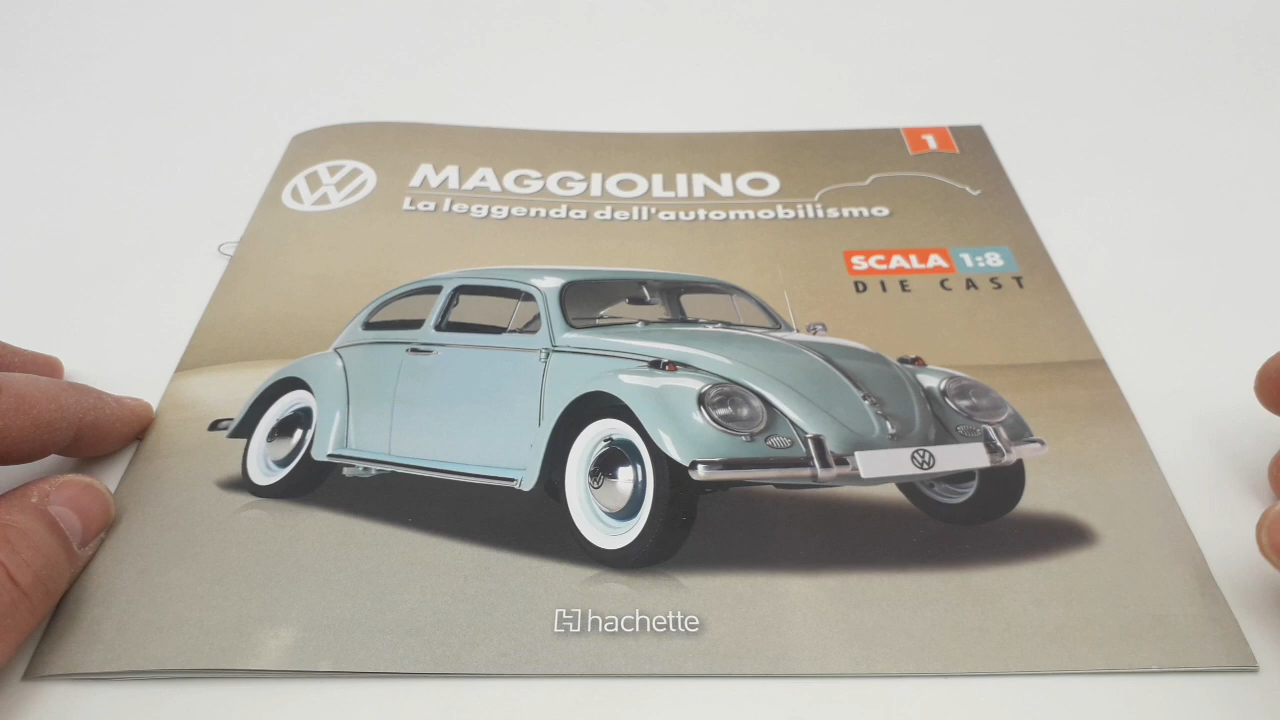 1
MAGGIOLINO
La leggenda dell'automobilismo
SCALA 1:8
DIE CAST
hachette